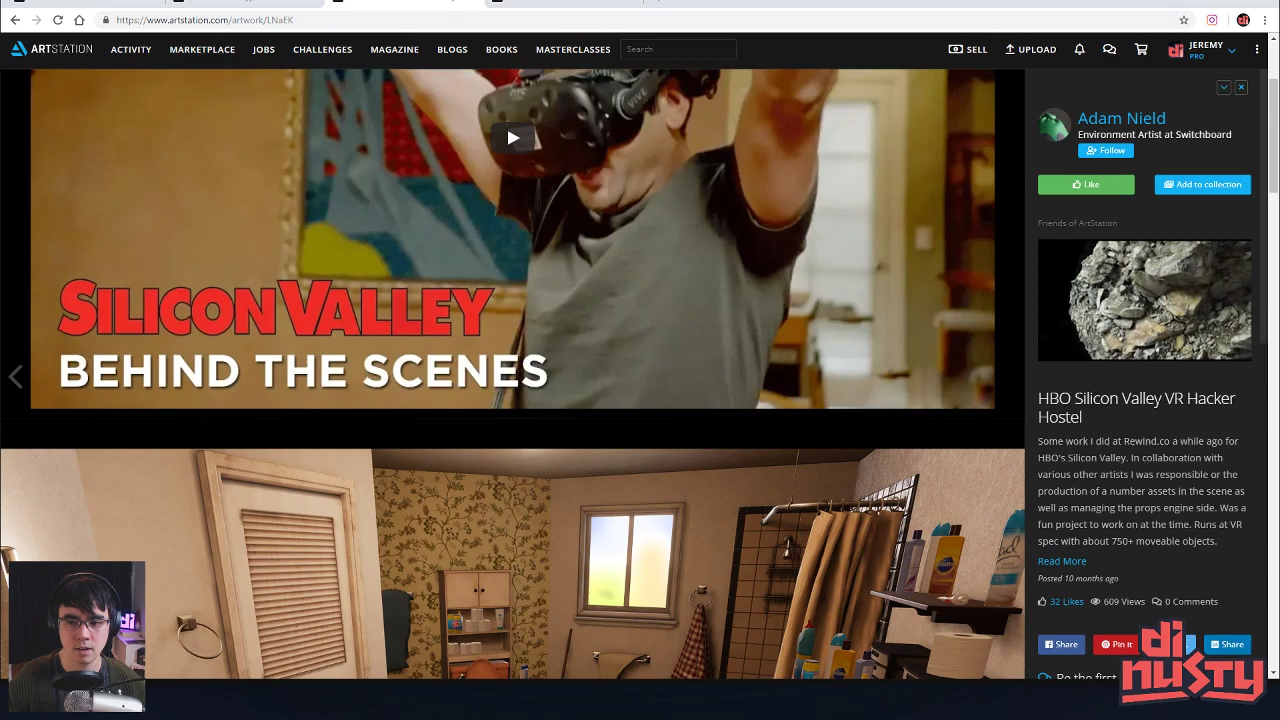 https://www.artstation.com/artwork/LNaEK
ARTSTATION ACTIVITY MARKETPLACE JOBS CHALLENGES MAGAZINE BLOGS BOOKS MASTERCLASSES Search SELL UPLOAD JEREMY
PRO
VIVE
SILICON VALLEY
BEHIND THE SCENES
Adam Nield
Environment Artist at Switchboard
Follow
Like Add to collection
Friends of ArtStation
HBO Silicon Valley VR Hacker
Hostel
Some work I did at Rewind.co a while ago for
HBO's Silicon Valley. In collaboration with
various other artists I was responsible or the
production of a number assets in the scene as
well as managing the props engine side. Was a
fun project to work on at the time. Runs at VR
spec with about 750+ moveable objects.
Read More
Posted 10 months ago
32 Likes 609 Views 0 Comments
Share Pin it Share
Be the first
di
nusty
di